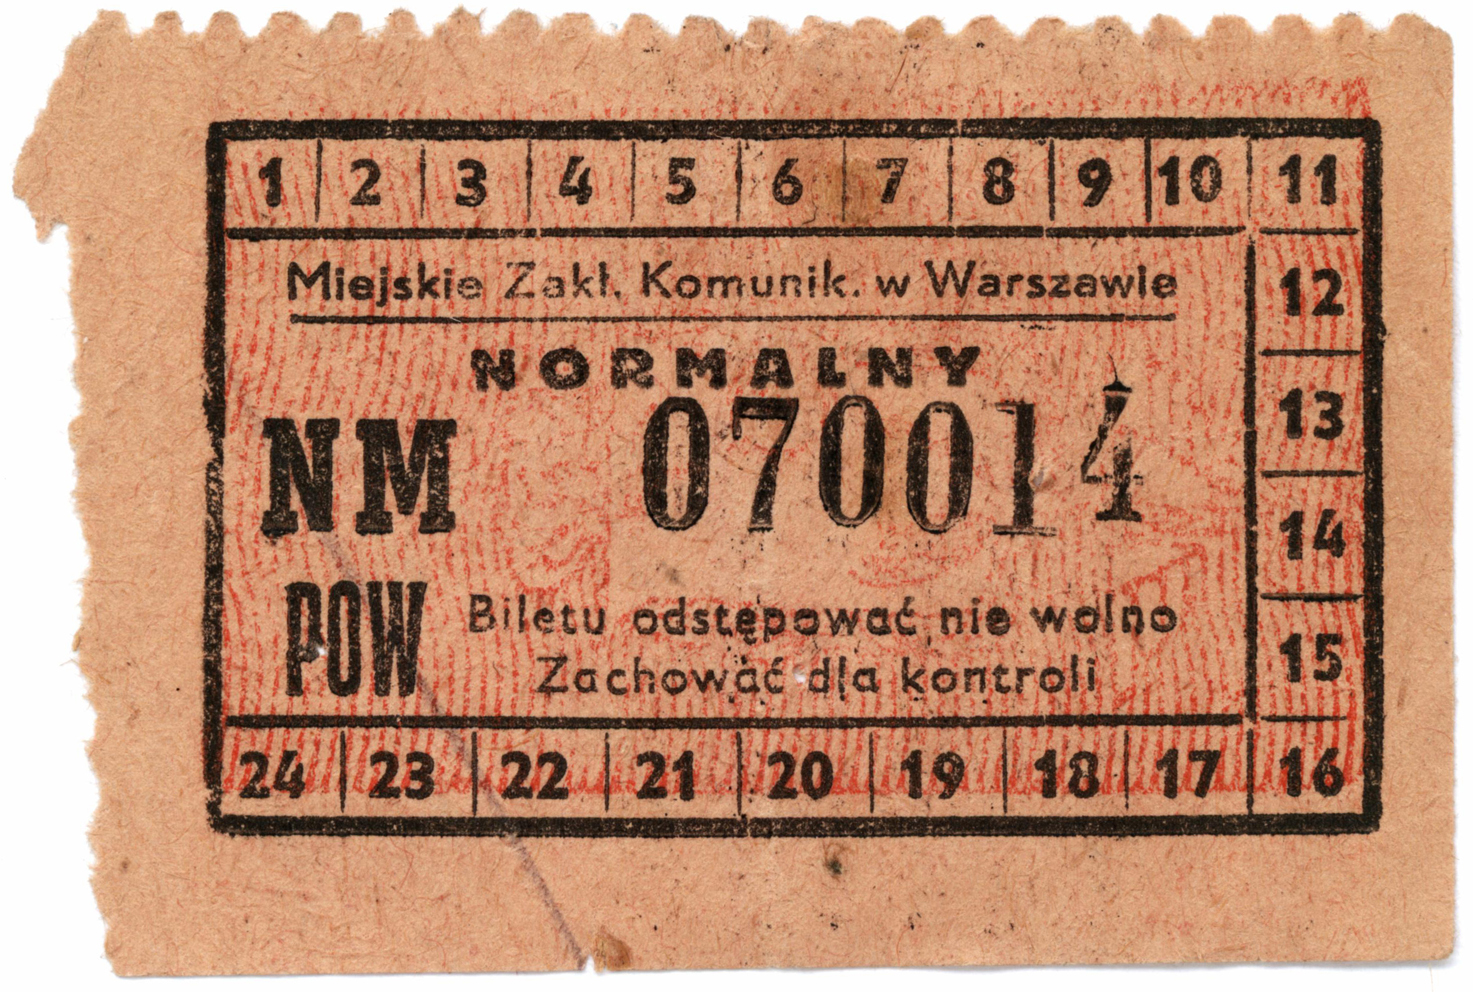 1 2 3 4 5 6 7 8 9 10 11
Miejskie Zakł. Komunik. w Warszawie
12
NORMALNY
NM 070014
13
14
POW Biletu odstępować nie wolno
Zachować dla kontroli
15
24 23 22 21 20 19 18 17 16